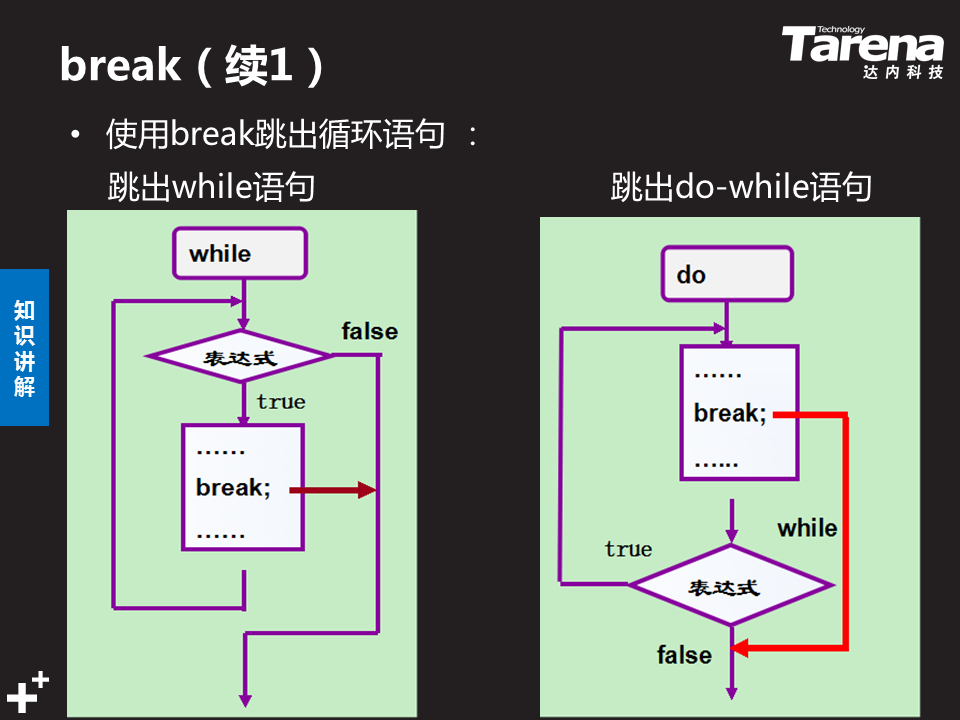 break（续1）
Technology
Tarena
达内科技
• 使用break跳出循环语句 ：
跳出while语句
跳出do-while语句
知识讲解
while
false
表达式
true
……
break;
……
do
……
break;
…...
while
true
表达式
false